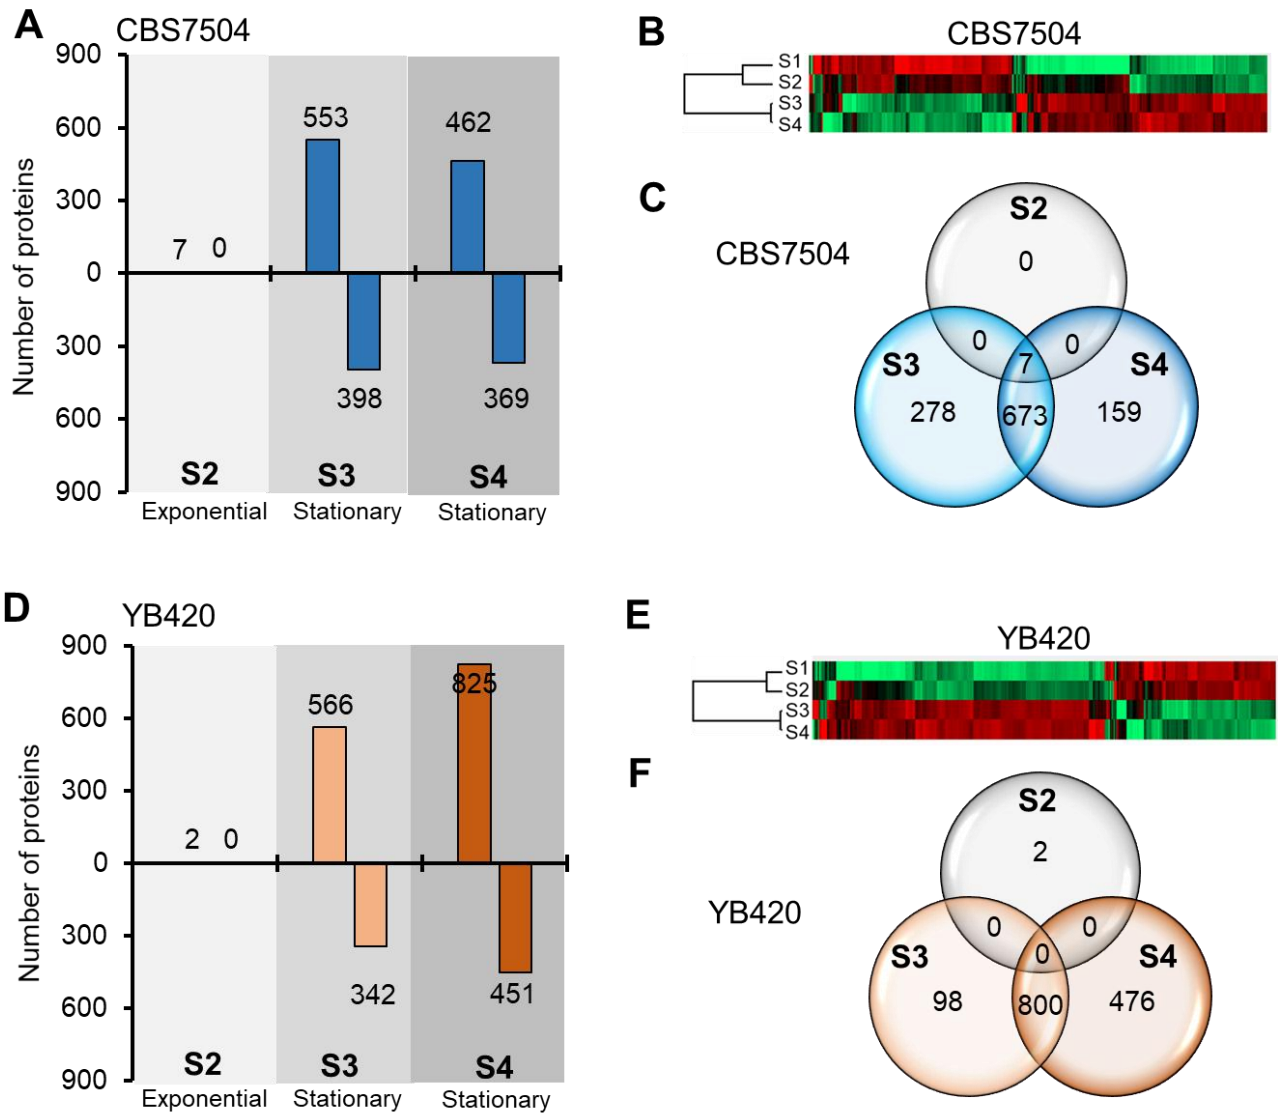 A
CBS7504
900
600
300
0
300
600
900
Number of proteins
7 0
553
398
462
369
S2
S3
S4
Exponential
Stationary
Stationary
B
CBS7504
S1
S2
S3
S4
C
CBS7504
S2
0
0
0
7
S3
S4
278
673
159
D
YB420
900
600
300
0
300
600
900
Number of proteins
2 0
566
342
825
451
S2
S3
S4
Exponential
Stationary
Stationary
E
YB420
S1
S2
S3
S4
F
YB420
S2
2
0
0
0
S3
S4
98
800
476